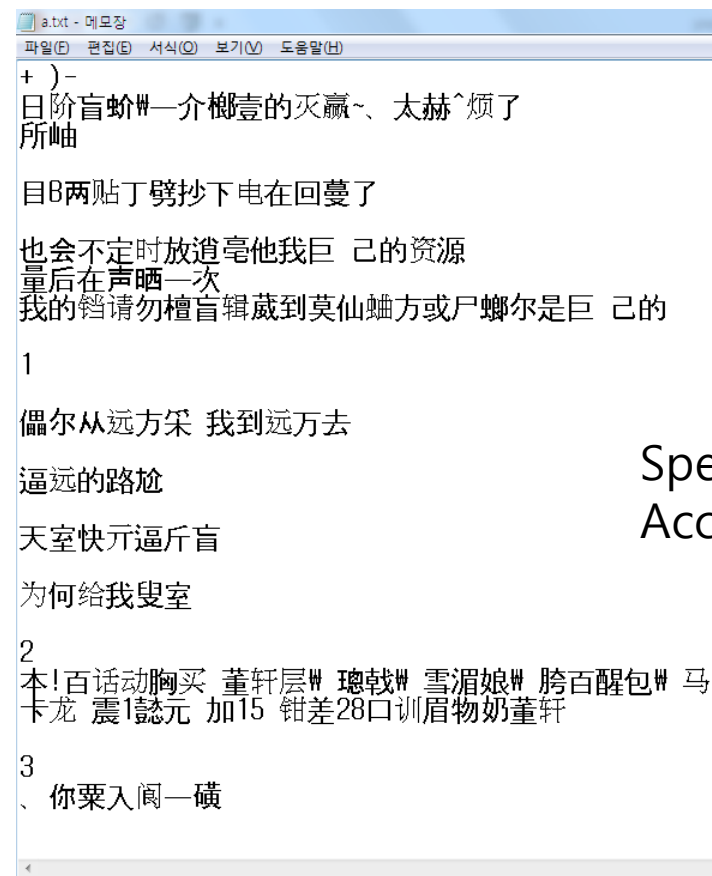 a.txt - 메모장
파일(F) 편집(E) 서식(O) 보기(V) 도움말(H)
+ )-
日阶盲蚧₩—介榔壹的灭赢~、太赫^烦了
所岫
目B两贴丁劈抄下电在回蔓了
也会不定时放逍毫他我巨 己的资源
量后在声晒—次
我的铛请勿檀盲辑葳到莫仙蛐方或尸螂尔是巨 己的
1
儡尔从远方采 我到远万去
逼远的路尬
天室快亓逼斤盲
为何给我叟室
2
本!百话动胸买 董轩层₩ 璁戟₩ 雪湄娘₩ 胯百醒包₩ 马
卡龙 震1懿元 加15 钳差28口训眉物奶董轩
3
、 你粟入阆—磺
Spe
Acc